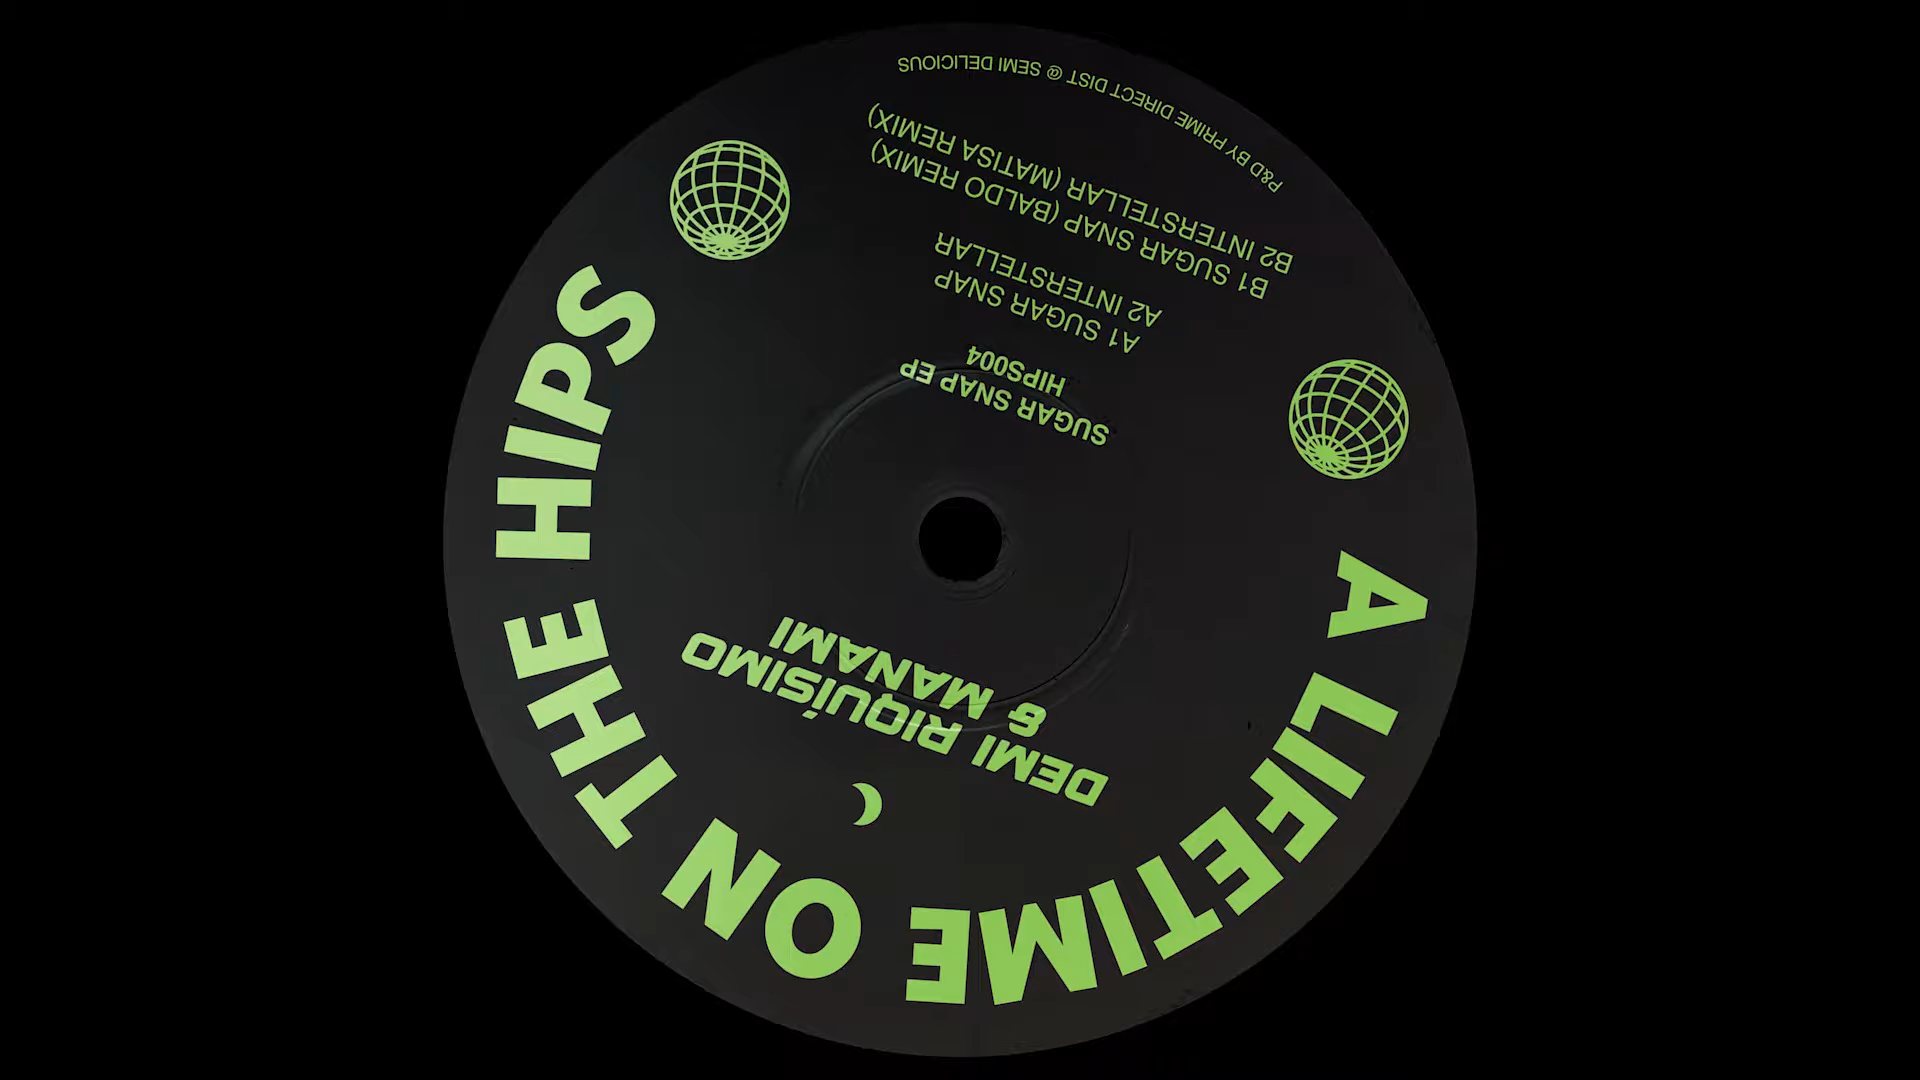 A LIFETIME ON THE HIPS
DEMI RIQUÍSIMO
& MANAMI
SUGAR SNAP EP
HIPS004
A1 SUGAR SNAP
A2 INTERSTELLAR
B1 SUGAR SNAP (BALDO REMIX)
B2 INTERSTELLAR (MATISA REMIX)
P&D BY PRIME DIRECT DIST @ SEMI DELICIOUS